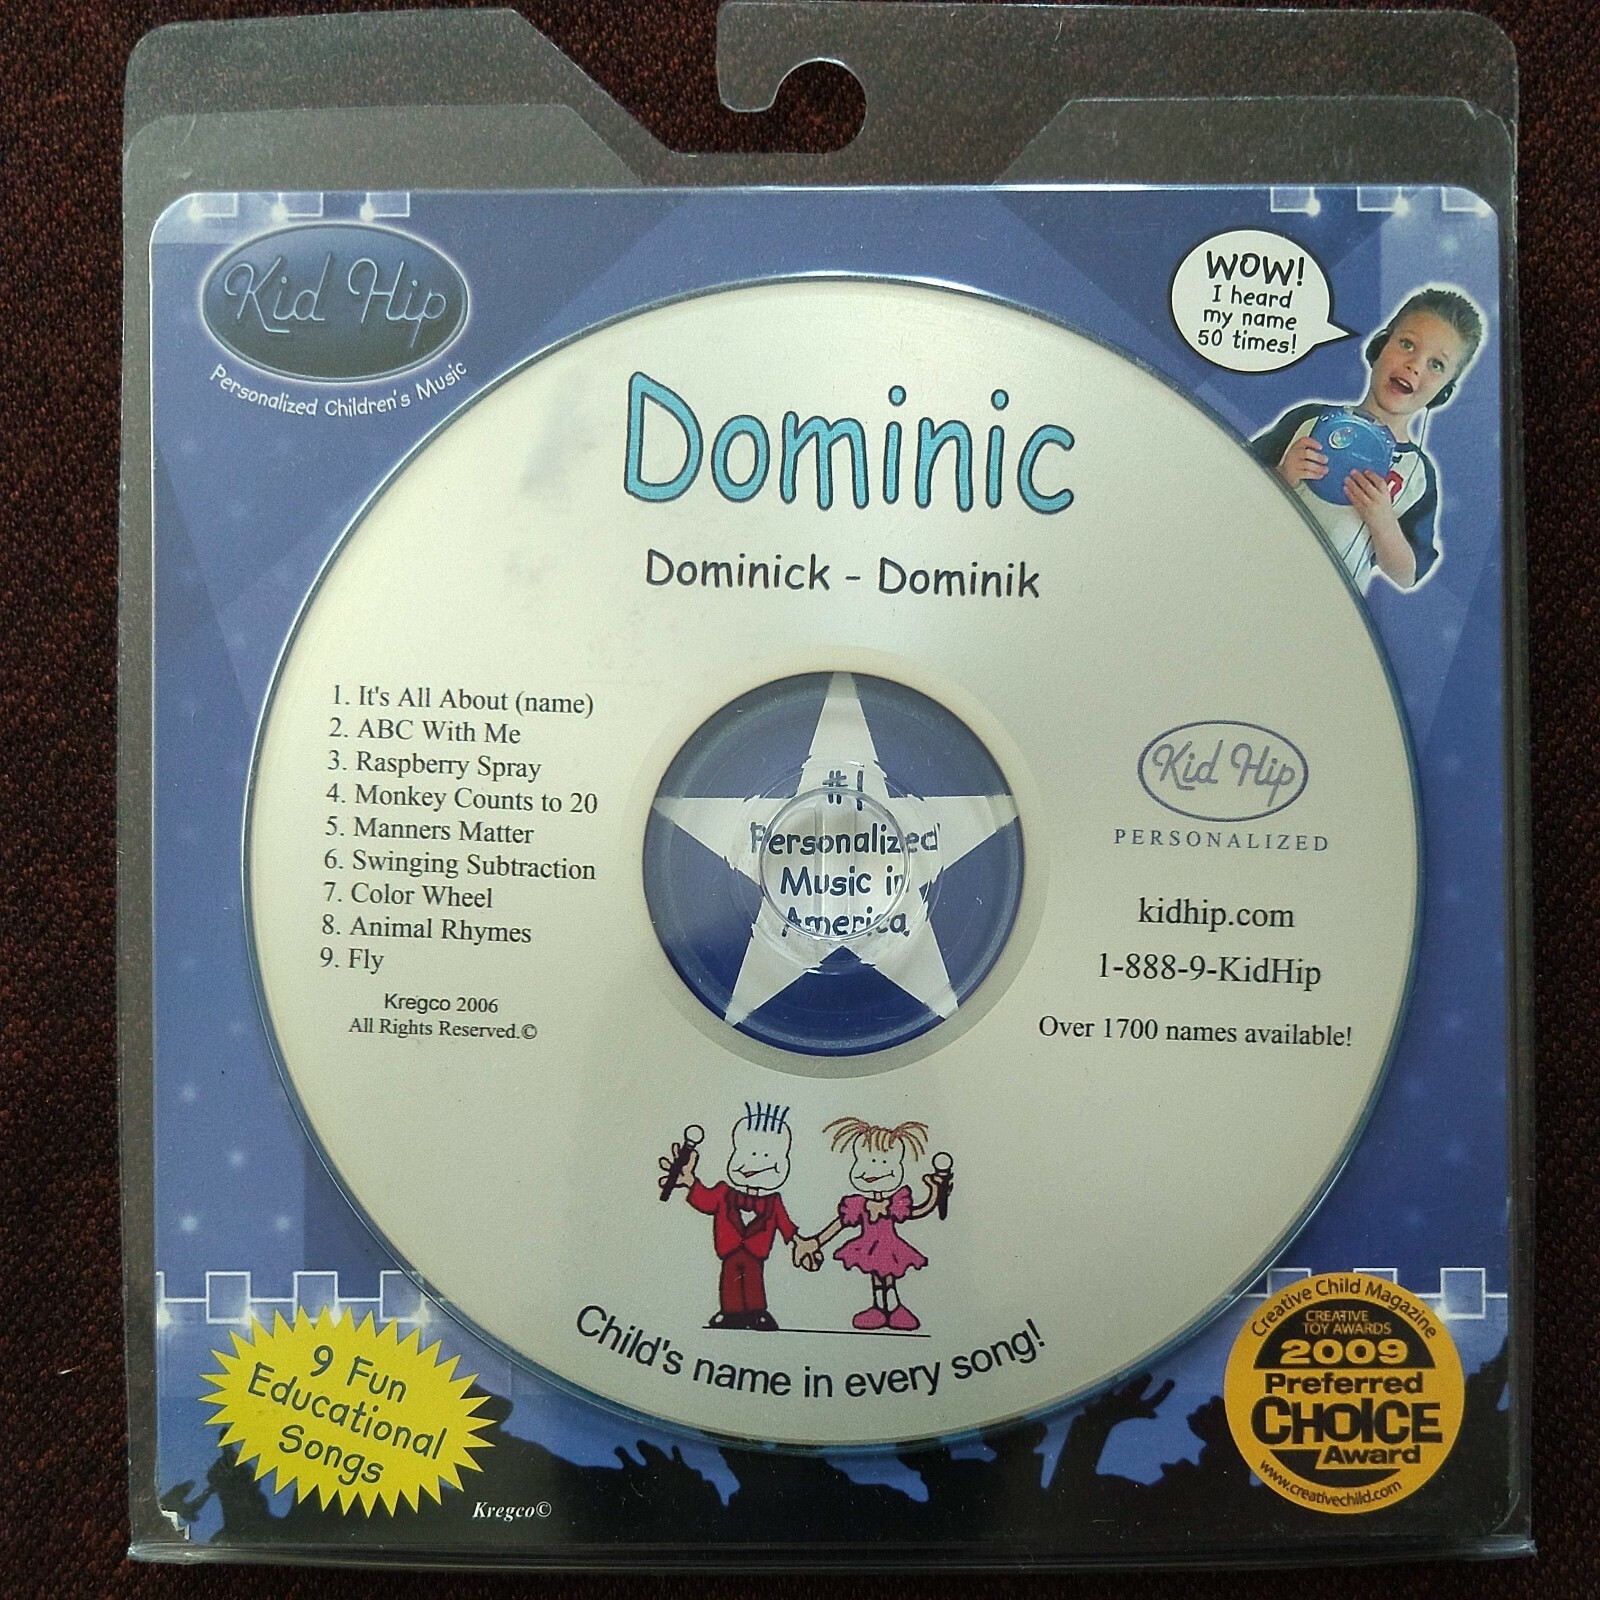 Kid Hip
Personalized Children's Music
WOW!
I heard
my name
50 times!
Dominic
Dominick - Dominik
1. It's All About (name)
2. ABC With Me
3. Raspberry Spray
4. Monkey Counts to 20
5. Manners Matter
6. Swinging Subtraction
7. Color Wheel
8. Animal Rhymes
9. Fly
Kregco 2006
All Rights Reserved.©
#1
Personalized
Music in
America
Kid Hip
PERSONALIZED
kidhip.com
1-888-9-KidHip
Over 1700 names available!
Child's name in every song!
9 Fun
Educational
Songs
Kregco©
Creative Child Magazine
CREATIVE
TOY AWARDS
2009
Preferred
CHOICE
Award
www.creativechild.com